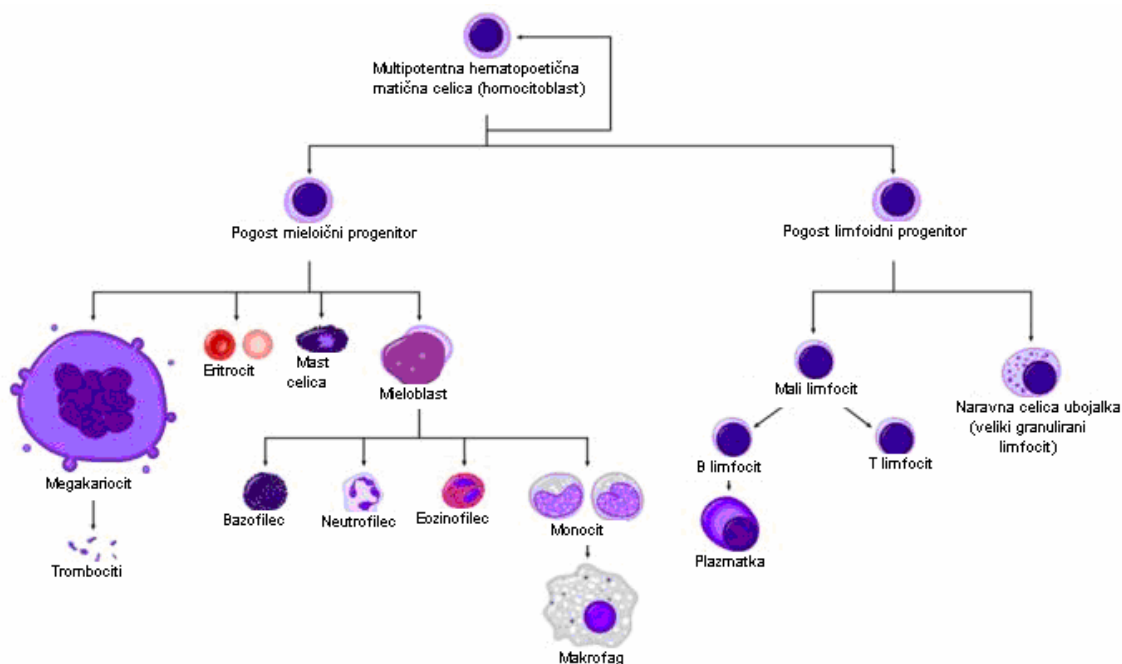 Multipotentna hematopoetična
matična celica (homocitoblast)
Pogost mieloični progenitor
Pogost limfoidni progenitor
Eritrocit
Mast
celica
Mieloblast
Mali limfocit
Naravna celica ubojalka
(veliki granulirani
limfocit)
Megakariocit
B limfocit
T limfocit
Bazofilec
Neutrofilec
Eozinofilec
Monocit
Plazmatka
Trombociti
Makrofag